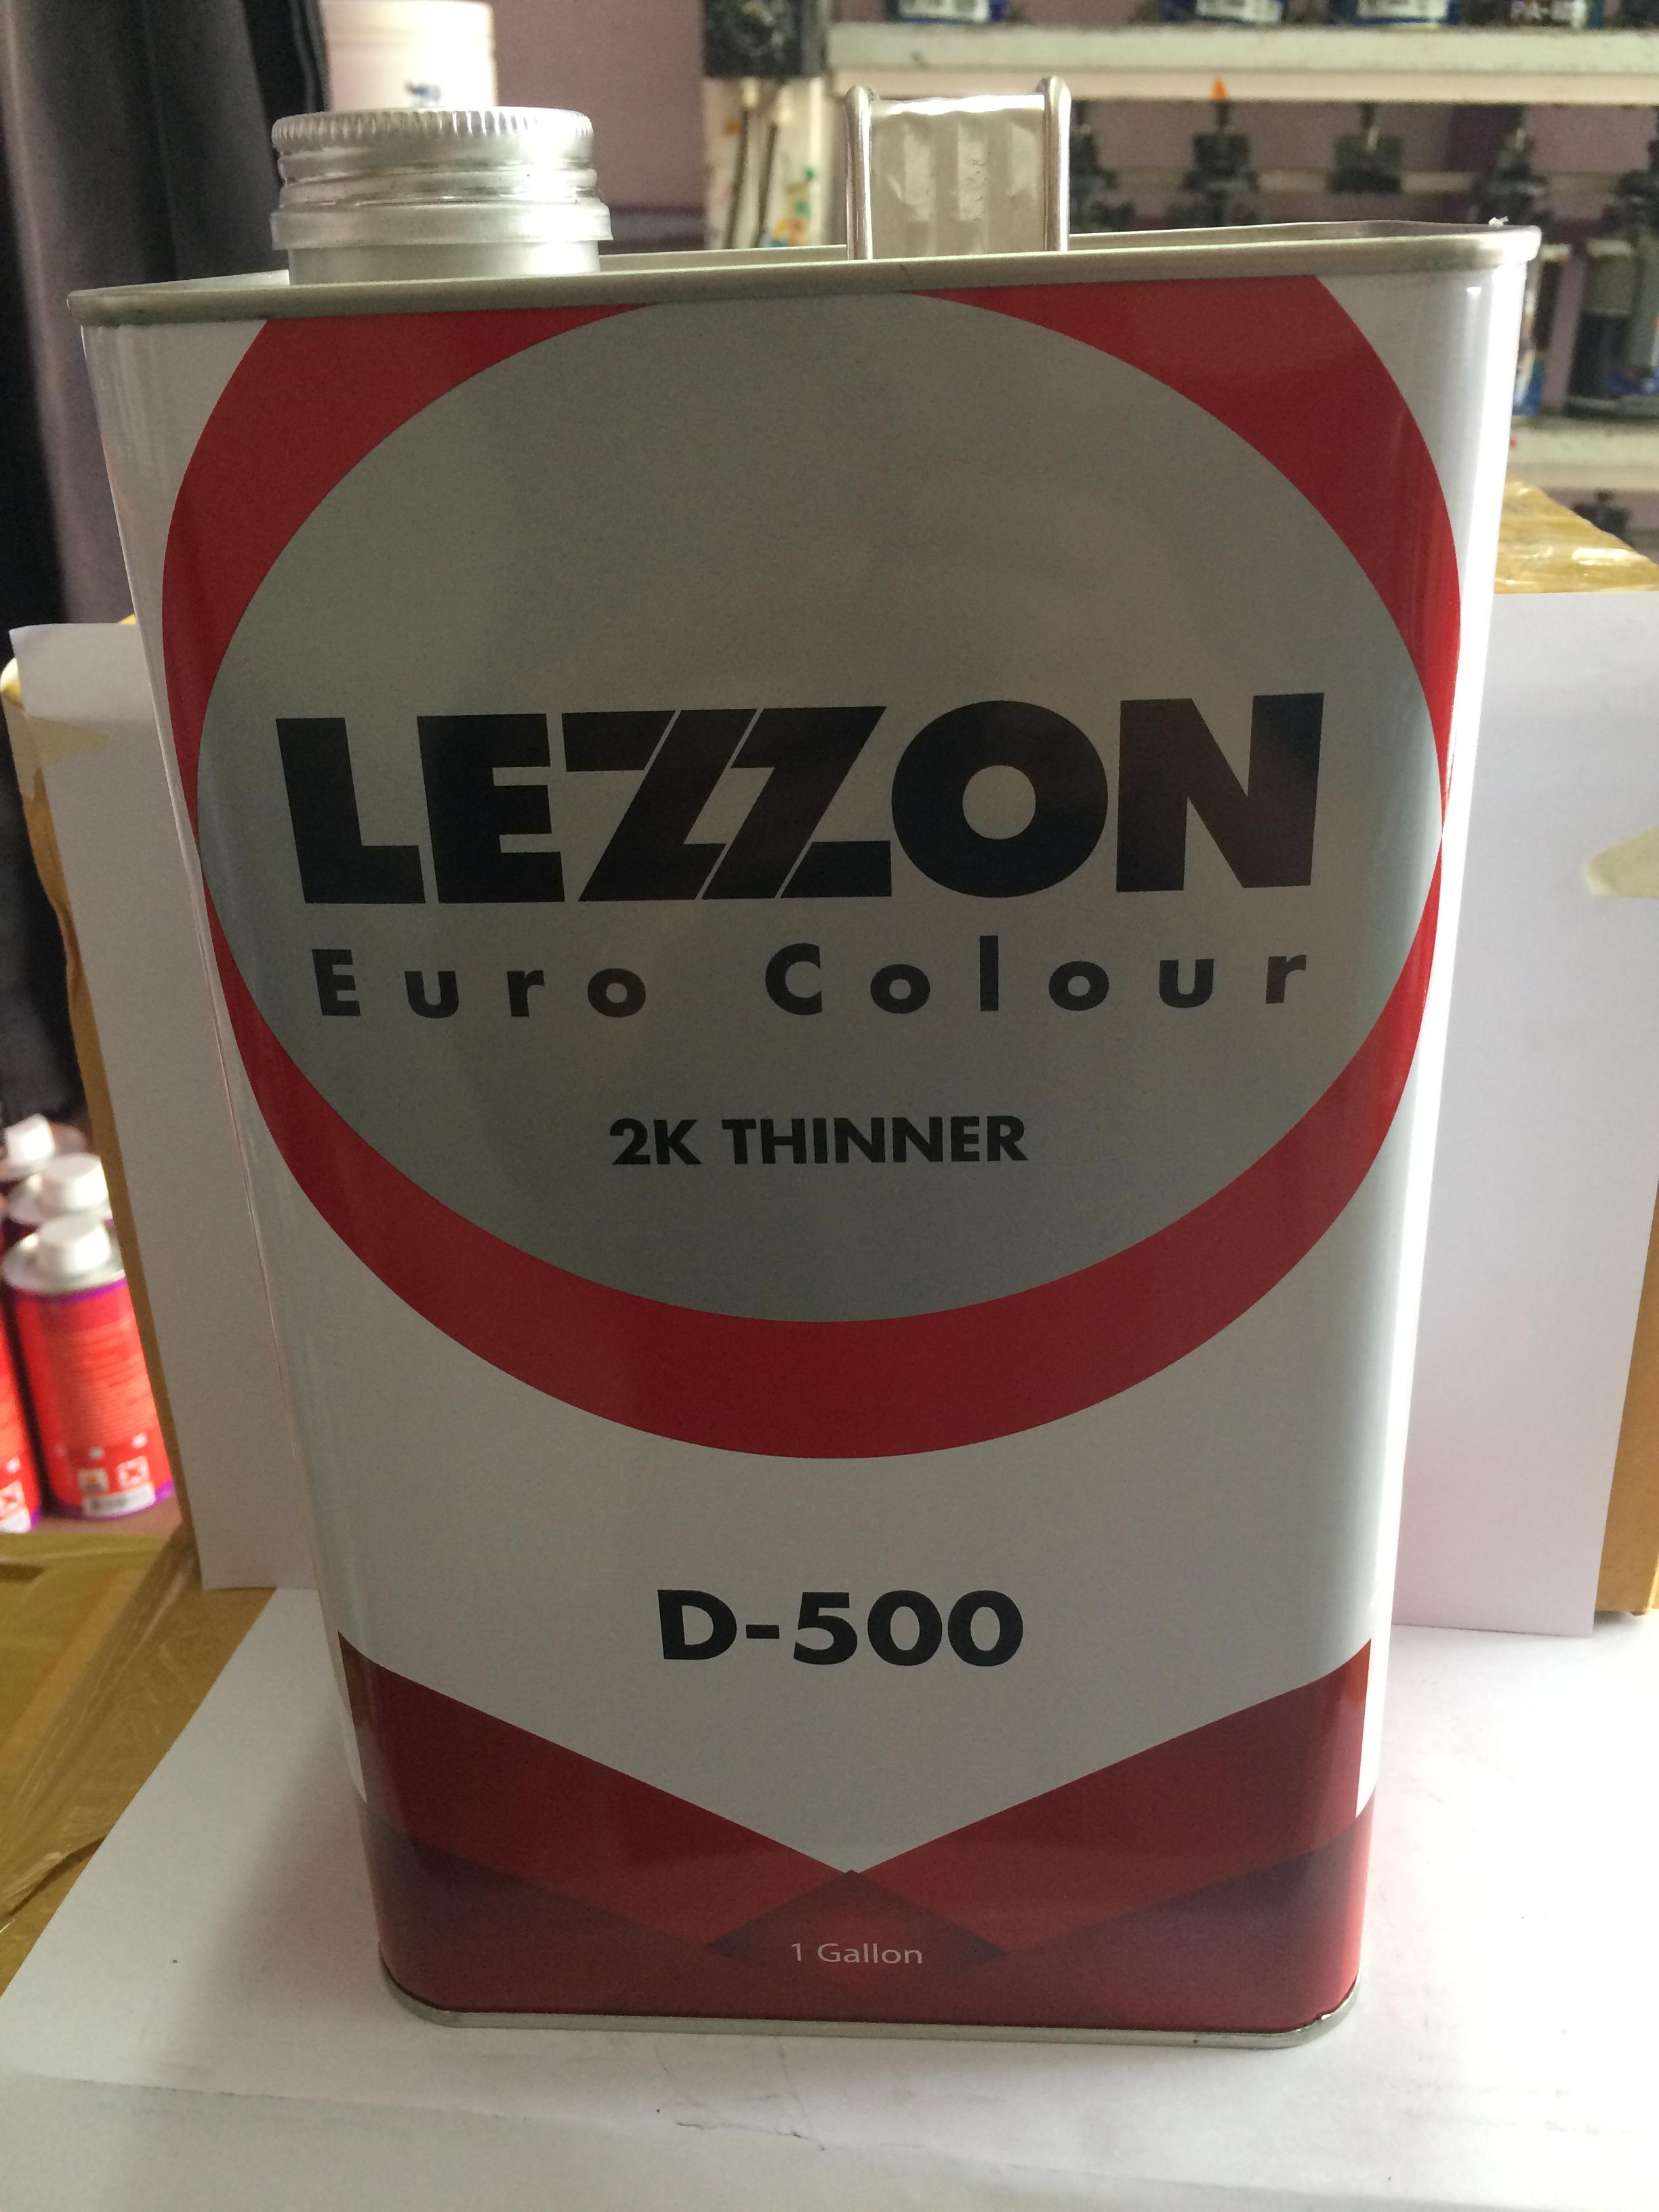 LEZZON
Euro Colour
2K THINNER
D-500
1 Gallon